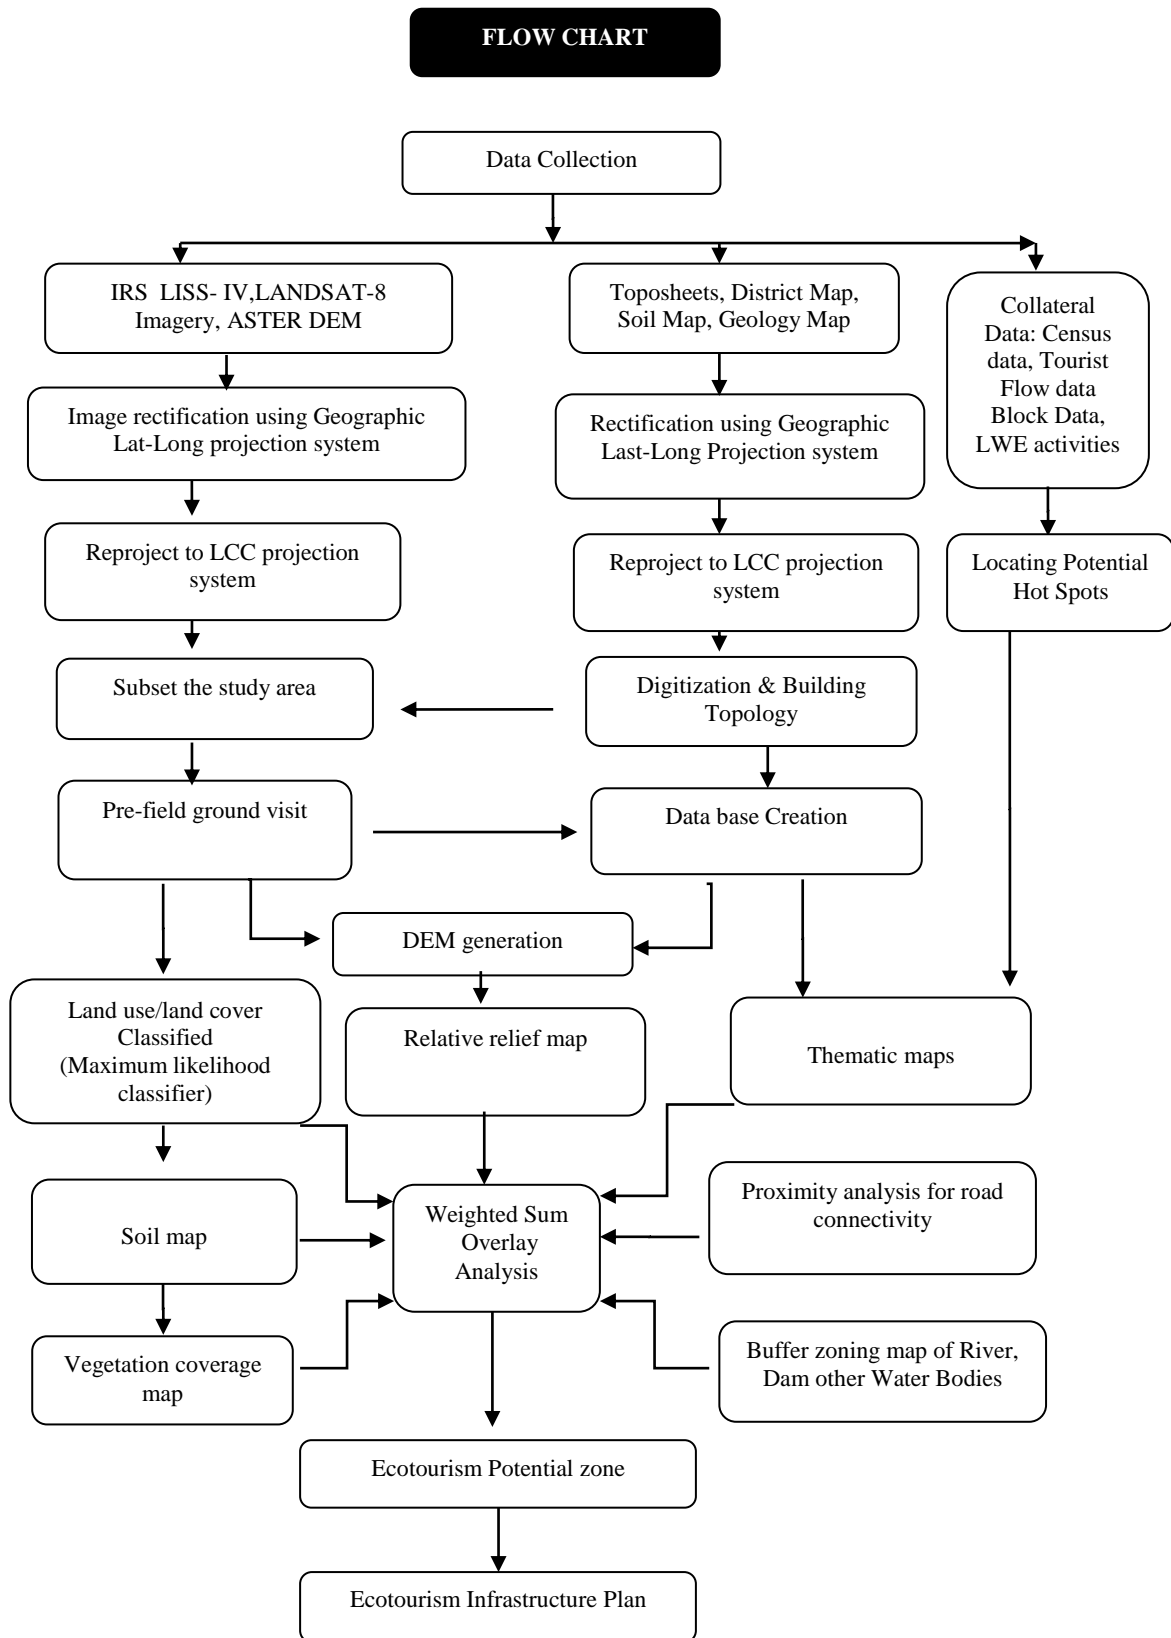 FLOW CHART
Data Collection
IRS LISS- IV,LANDSAT-8
Imagery, ASTER DEM
Toposheets, District Map,
Soil Map, Geology Map
Collateral
Data: Census
data, Tourist
Flow data
Block Data,
LWE activities
Image rectification using Geographic
Lat-Long projection system
Rectification using Geographic
Last-Long Projection system
Reproject to LCC projection
system
Reproject to LCC projection
system
Locating Potential
Hot Spots
Subset the study area
Digitization & Building
Topology
Pre-field ground visit
Data base Creation
DEM generation
Land use/land cover
Classified
(Maximum likelihood
classifier)
Relative relief map
Thematic maps
Soil map
Weighted Sum
Overlay
Analysis
Proximity analysis for road
connectivity
Vegetation coverage
map
Buffer zoning map of River,
Dam other Water Bodies
Ecotourism Potential zone
Ecotourism Infrastructure Plan